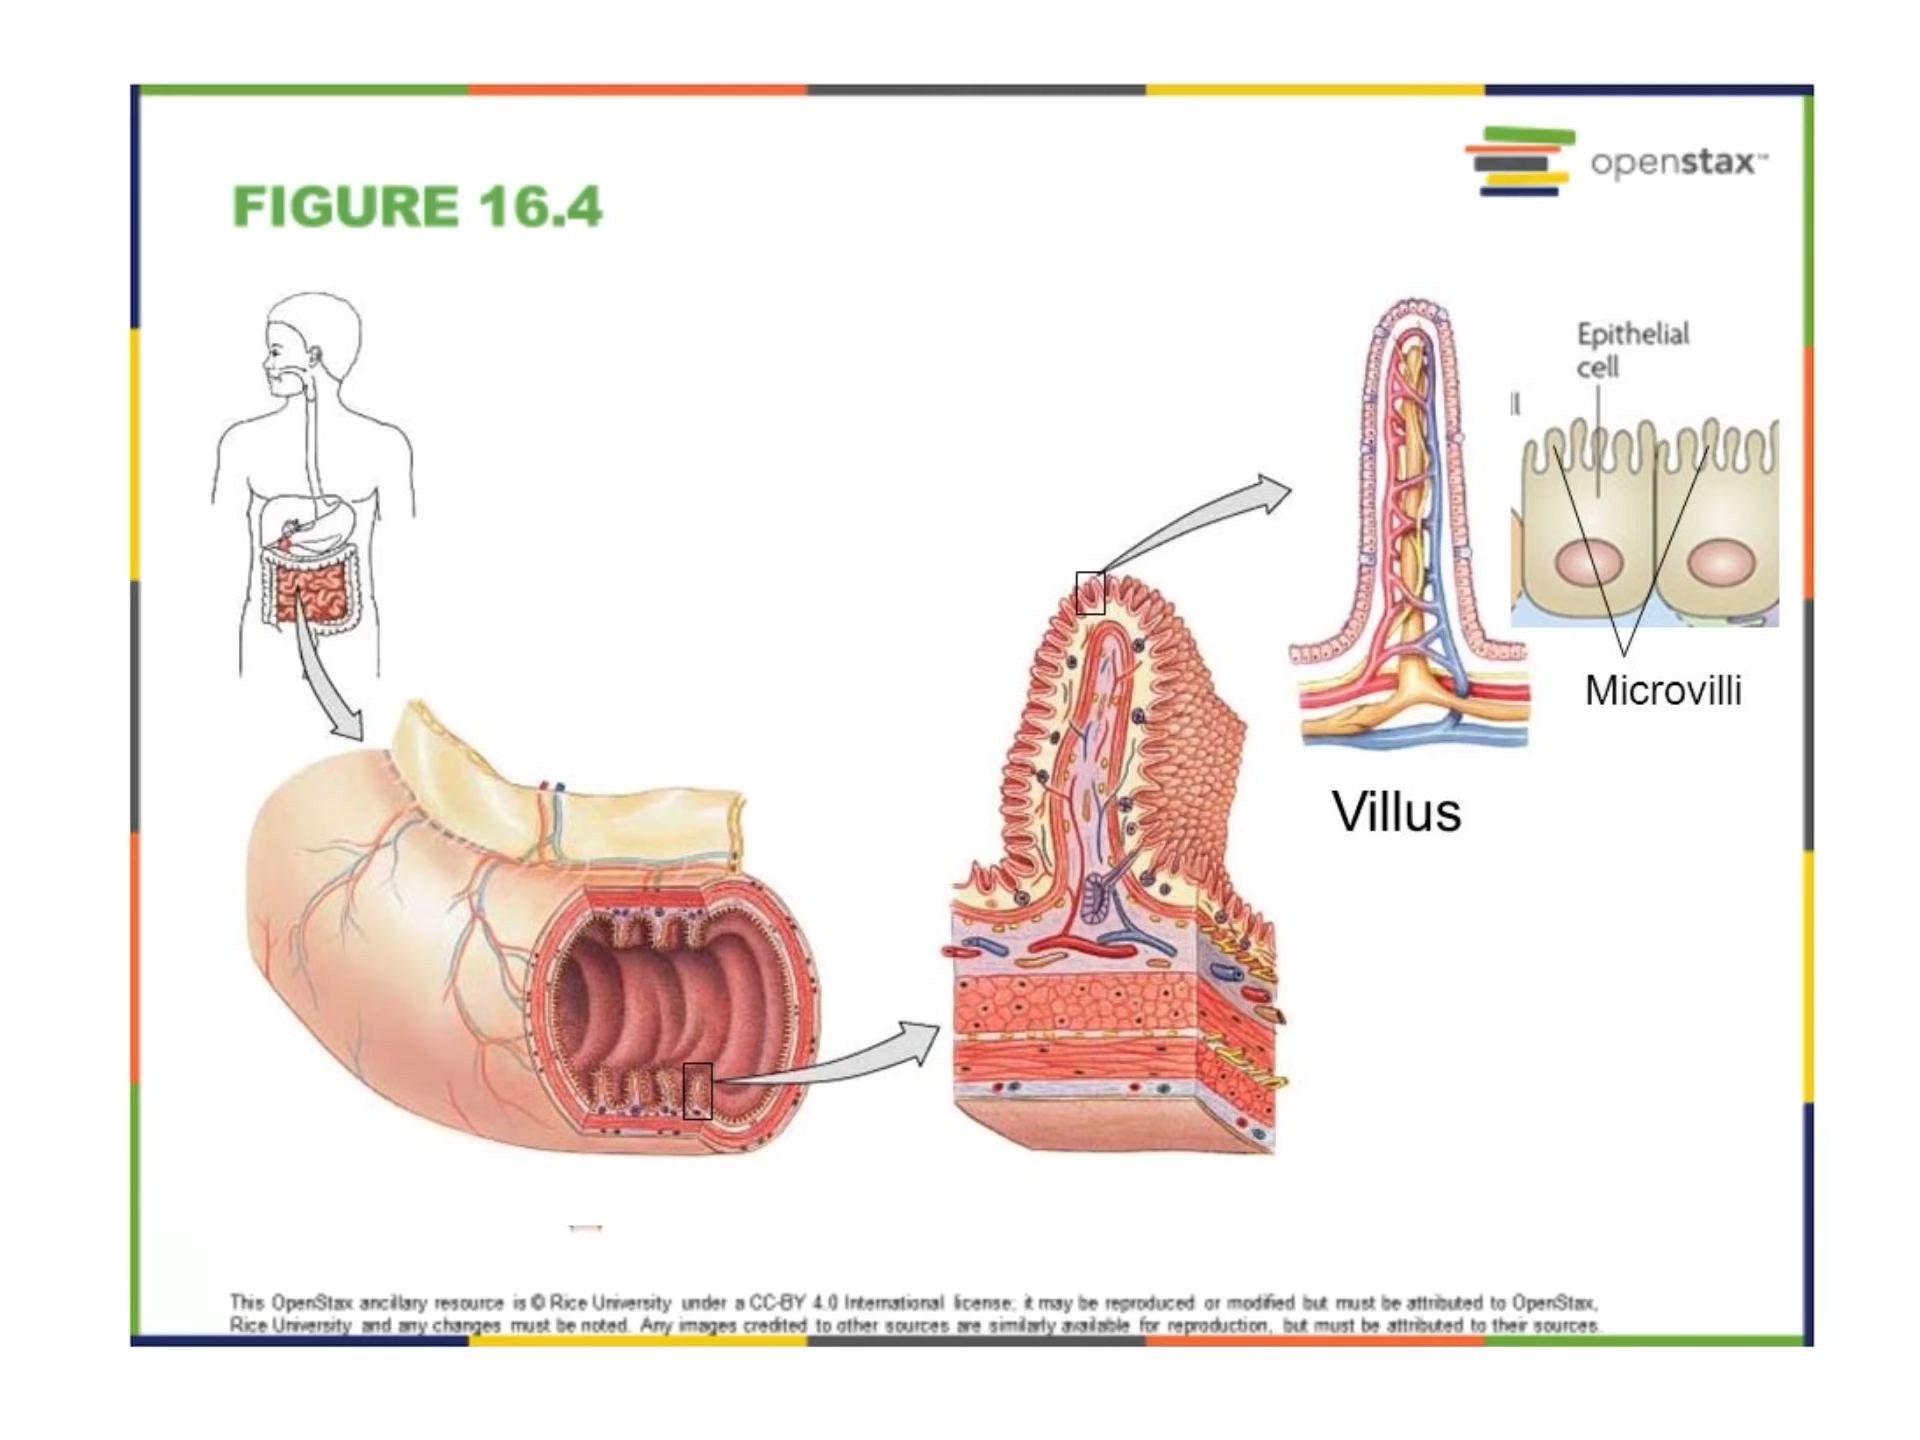 openstax™
FIGURE 16.4
Epithelial
cell
Microvilli
Villus
This OpenStax ancillary resource is © Rice University under a CC-BY 4.0 International license; it may be reproduced or modified but must be attributed to OpenStax,
Rice University and any changes must be noted. Any images credited to other sources are similarly available for reproduction, but must be attributed to their sources.